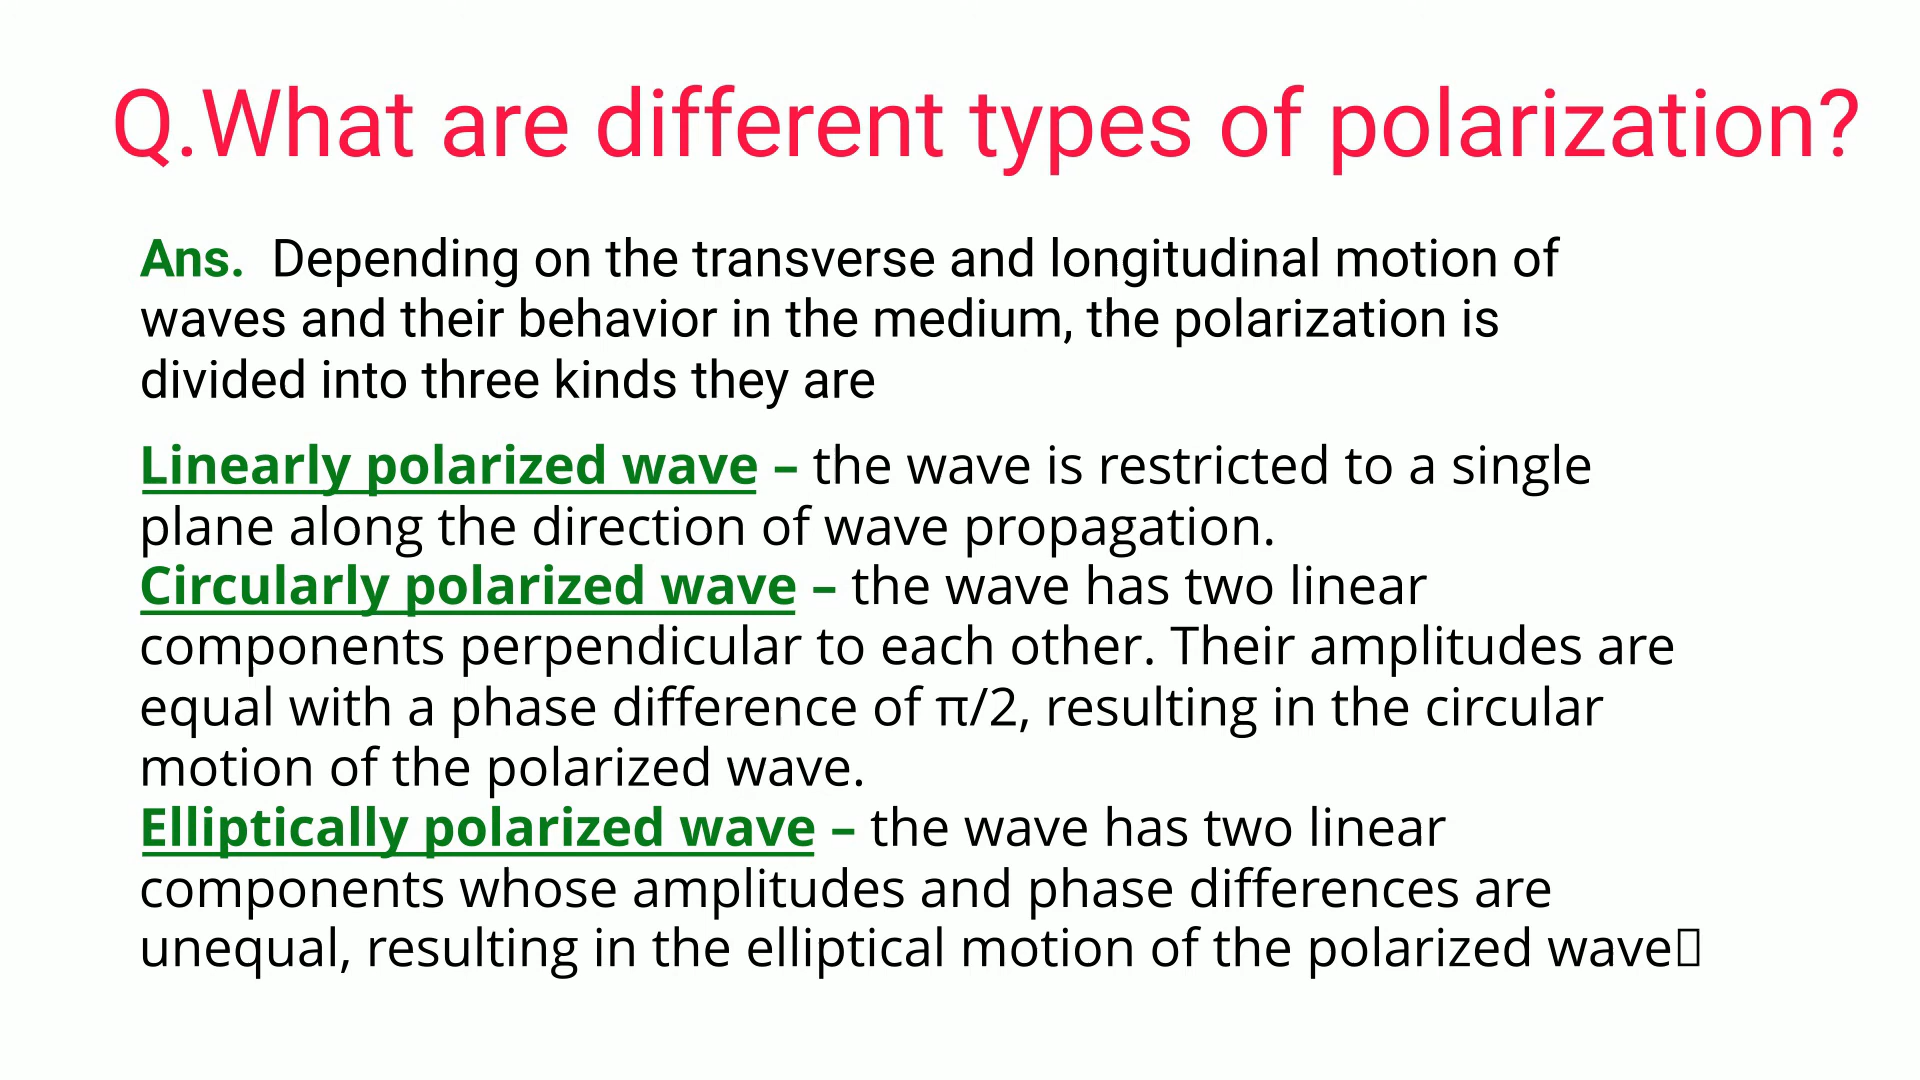 Q.What are different types of polarization?
Ans. Depending on the transverse and longitudinal motion of
waves and their behavior in the medium, the polarization is
divided into three kinds they are
Linearly polarized wave – the wave is restricted to a single
plane along the direction of wave propagation.
Circularly polarized wave – the wave has two linear
components perpendicular to each other. Their amplitudes are
equal with a phase difference of π/2, resulting in the circular
motion of the polarized wave.
Elliptically polarized wave – the wave has two linear
components whose amplitudes and phase differences are
unequal, resulting in the elliptical motion of the polarized wave